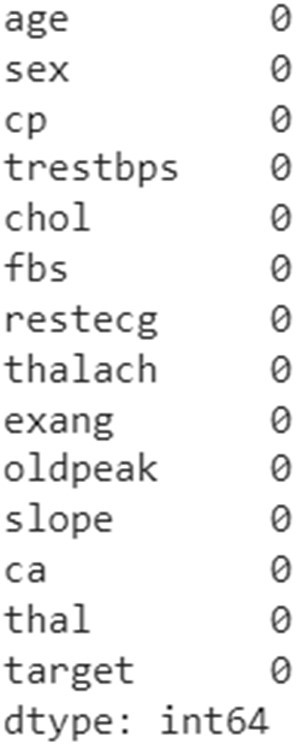 age 0
sex 0
cp 0
trestbps 0
chol 0
fbs 0
restecg 0
thalach 0
exang 0
oldpeak 0
slope 0
ca 0
thal 0
target 0
dtype: int64